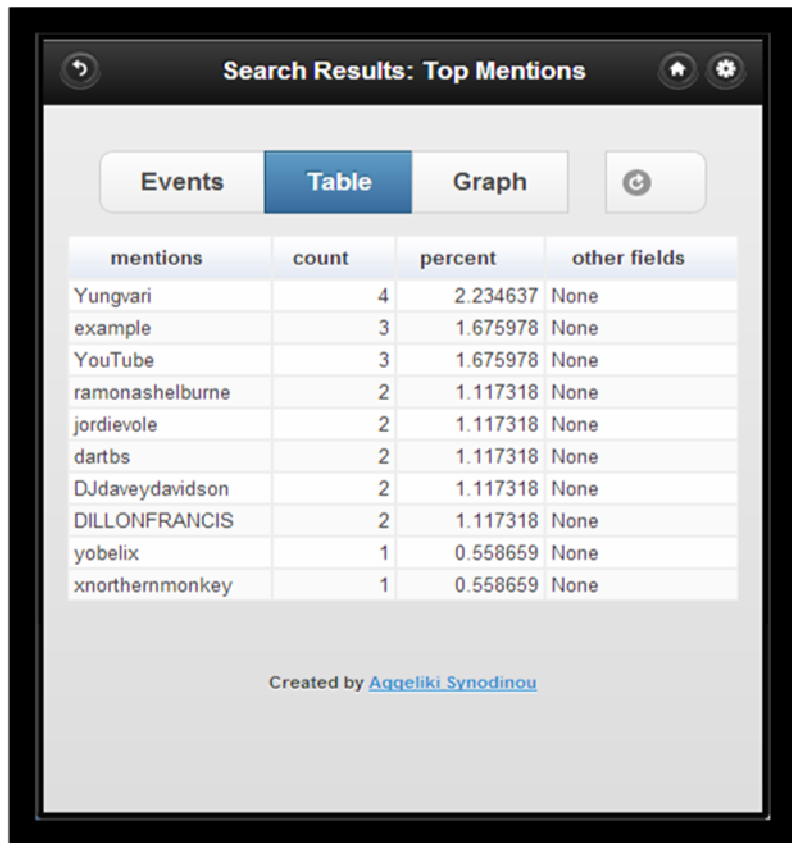 Search Results: Top Mentions
Events Table Graph
mentions count percent other fields
Yungvari 4 2.234637 None
example 3 1.675978 None
YouTube 3 1.675978 None
ramonashelburne 2 1.117318 None
jordievole 2 1.117318 None
dartbs 2 1.117318 None
DJdaveydavidson 2 1.117318 None
DILLONFRANCIS 2 1.117318 None
yobelix 1 0.558659 None
xnorthernmonkey 1 0.558659 None
Created by Aggeliki Synodinou